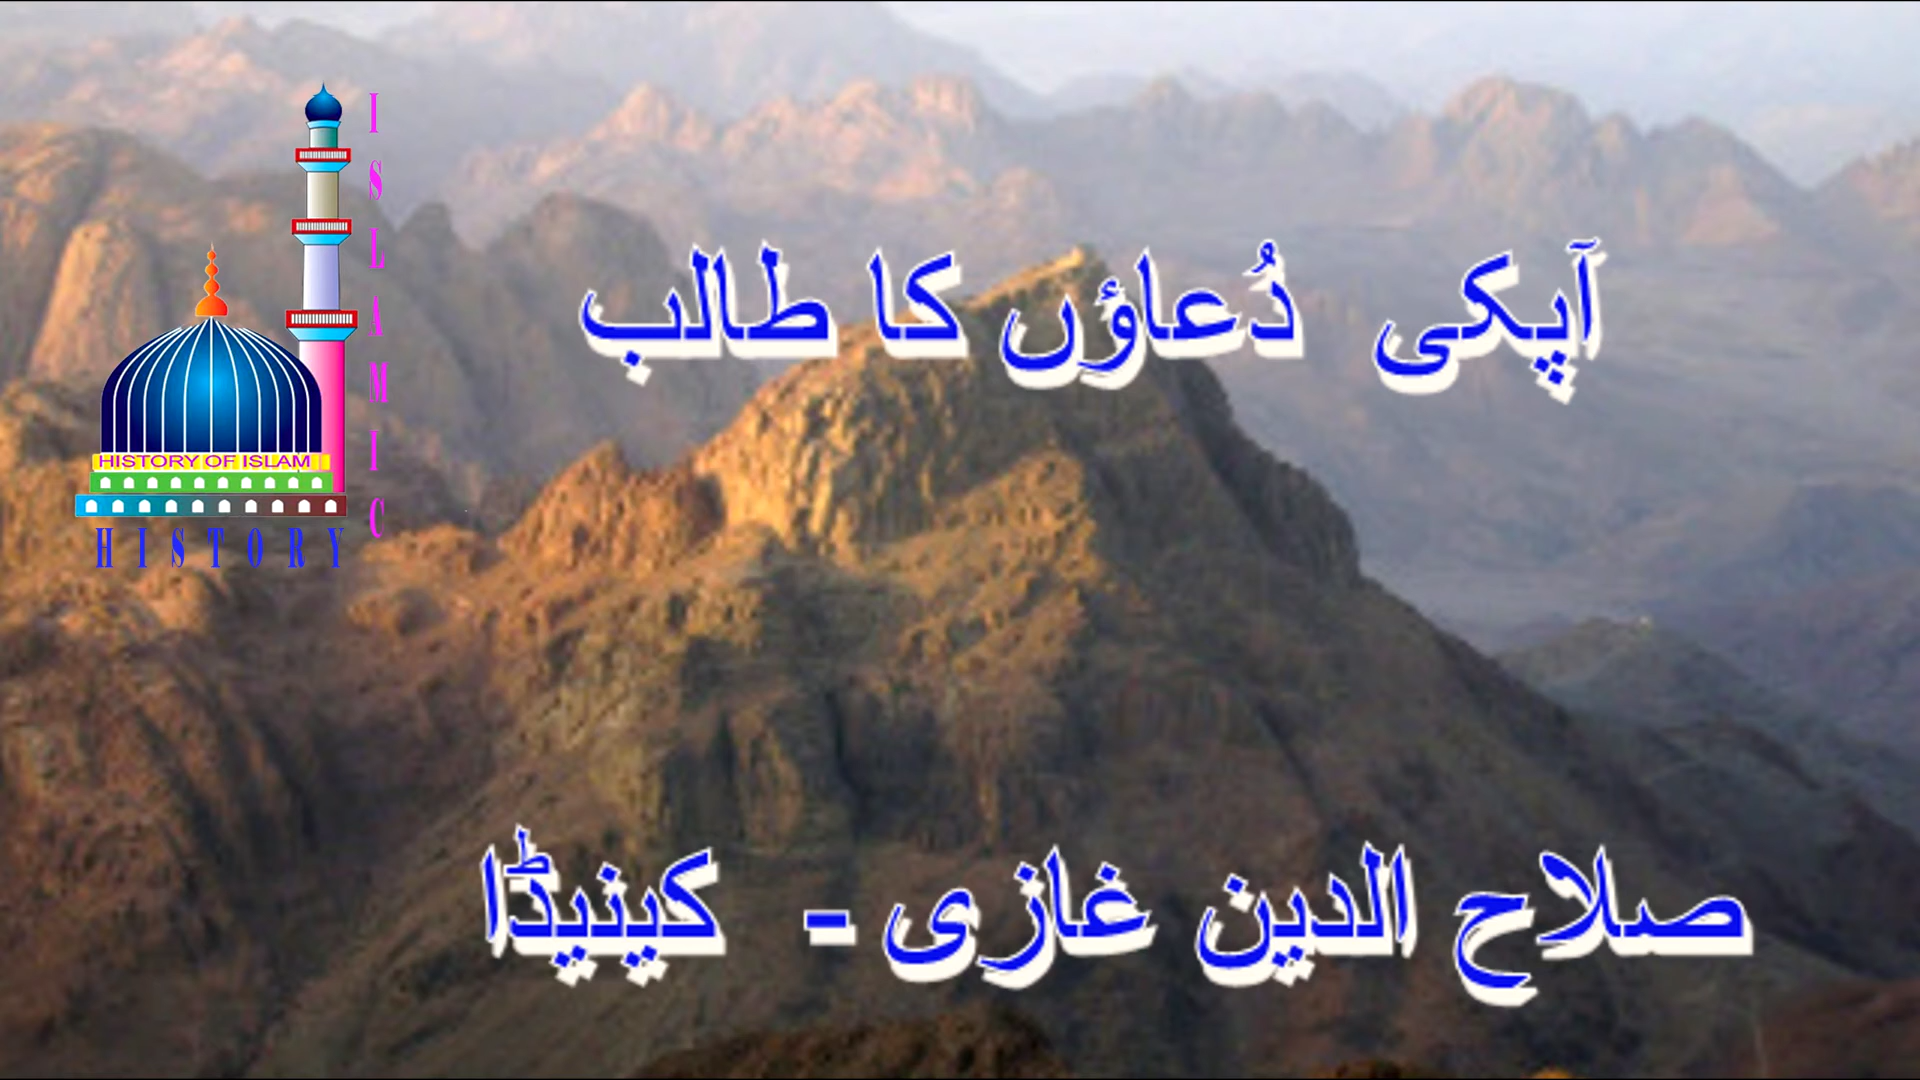 آپکی دُعاؤں کا طالب
صلاح الدین غازی - کینیڈا
ISLAMIC
HISTORY OF ISLAM
HISTORY